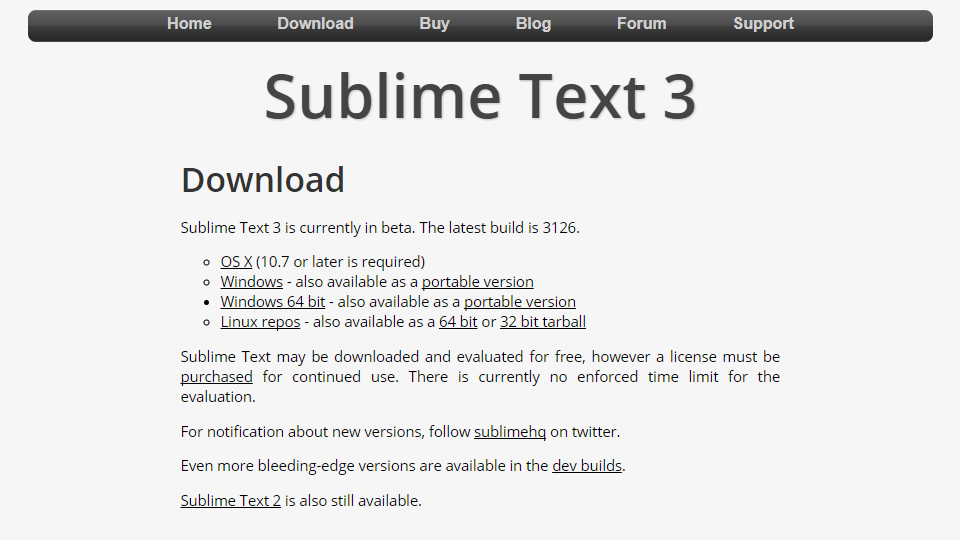 Home Download Buy Blog Forum Support
Sublime Text 3
Download
Sublime Text 3 is currently in beta. The latest build is 3126.
OS X (10.7 or later is required)
Windows - also available as a portable version
Windows 64 bit - also available as a portable version
Linux repos - also available as a 64 bit or 32 bit tarball
Sublime Text may be downloaded and evaluated for free, however a license must be
purchased for continued use. There is currently no enforced time limit for the
evaluation.
For notification about new versions, follow sublimehq on twitter.
Even more bleeding-edge versions are available in the dev builds.
Sublime Text 2 is also still available.